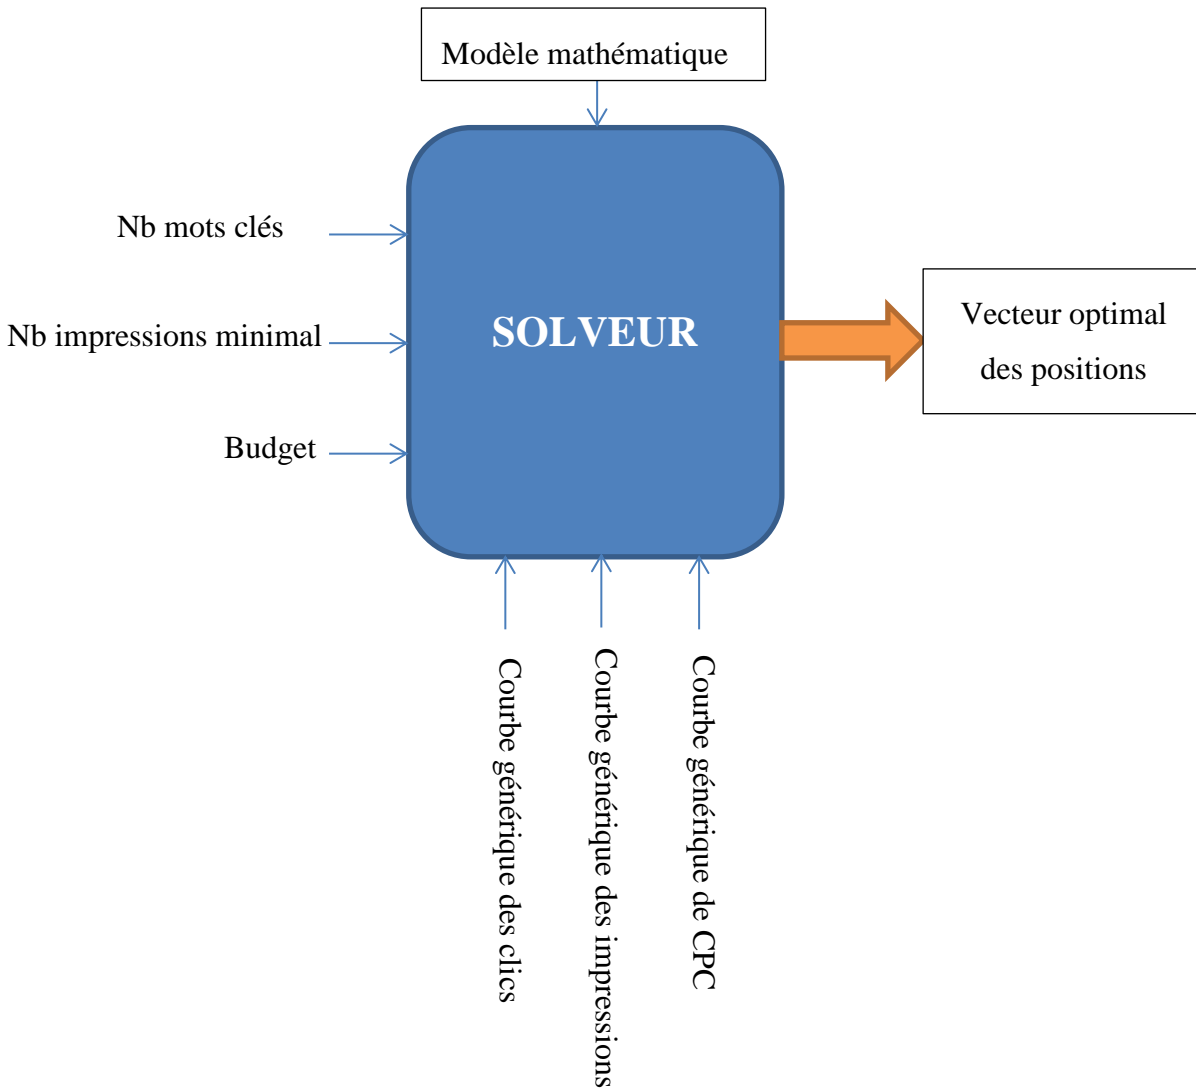 Modèle mathématique
Nb mots clés
Nb impressions minimal
Budget
SOLVEUR
Vecteur optimal
des positions
Courbe générique des clics
Courbe générique des impressions
Courbe générique de CPC